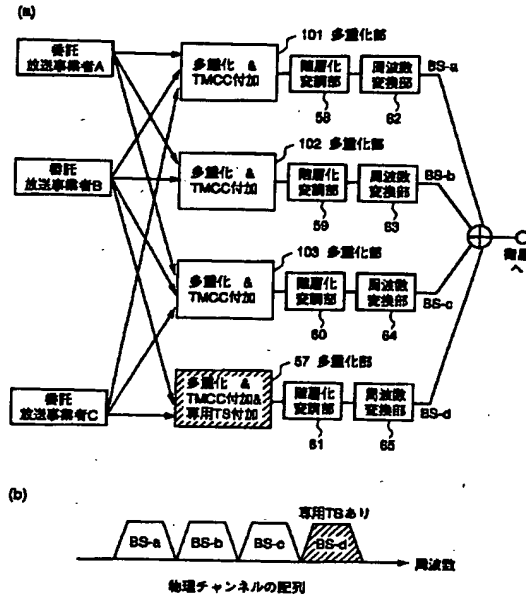 (a)
101 多重化部
委託
放送事業者A
多重化 &
TMCC付加
階層化
変調部
周波数
変換部
BS-a
58
62
102 多重化部
委託
放送事業者B
多重化 &
TMCC付加
階層化
変調部
周波数
変換部
BS-b
59
63
103 多重化部
衛星
へ
多重化 &
TMCC付加
階層化
変調部
周波数
変換部
BS-c
60
64
57 多重化部
委託
放送事業者C
多重化 &
TMCC付加&
専用TS付加
階層化
変調部
周波数
変換部
BS-d
61
65
(b)
専用TSあり
BS-a
BS-b
BS-c
BS-d
周波数
物理チャンネルの配列